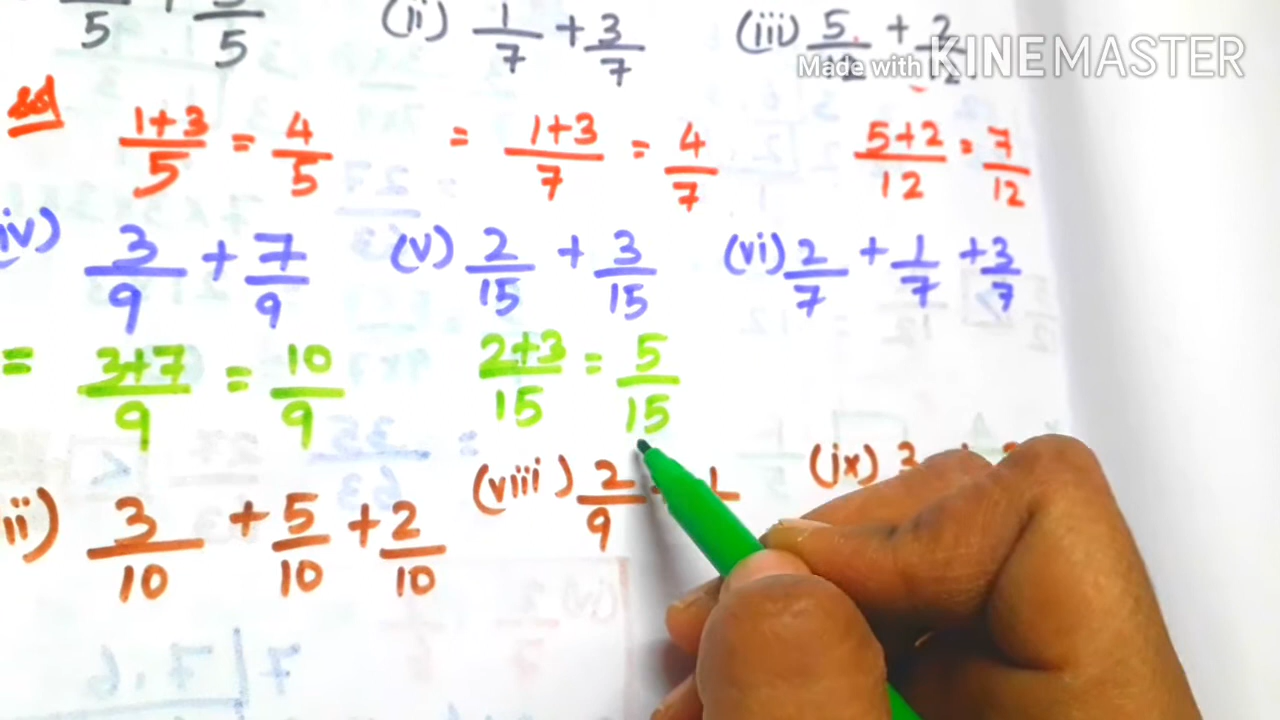 5 + 5 (ii) 1/7 + 3/7 (iii) 5/12 + 2/12
Made with KINEMASTER
1+3/5 = 4/5 = 1+3/7 = 4/7 5+2/12 = 7/12
iv) 3/9 + 7/9 (v) 2/15 + 3/15 (vi) 2/7 + 1/7 + 3/7
= 3+7/9 = 10/9 2+3/15 = 5/15
ii) 3/10 + 5/10 + 2/10 (viii) 2/9 (ix)